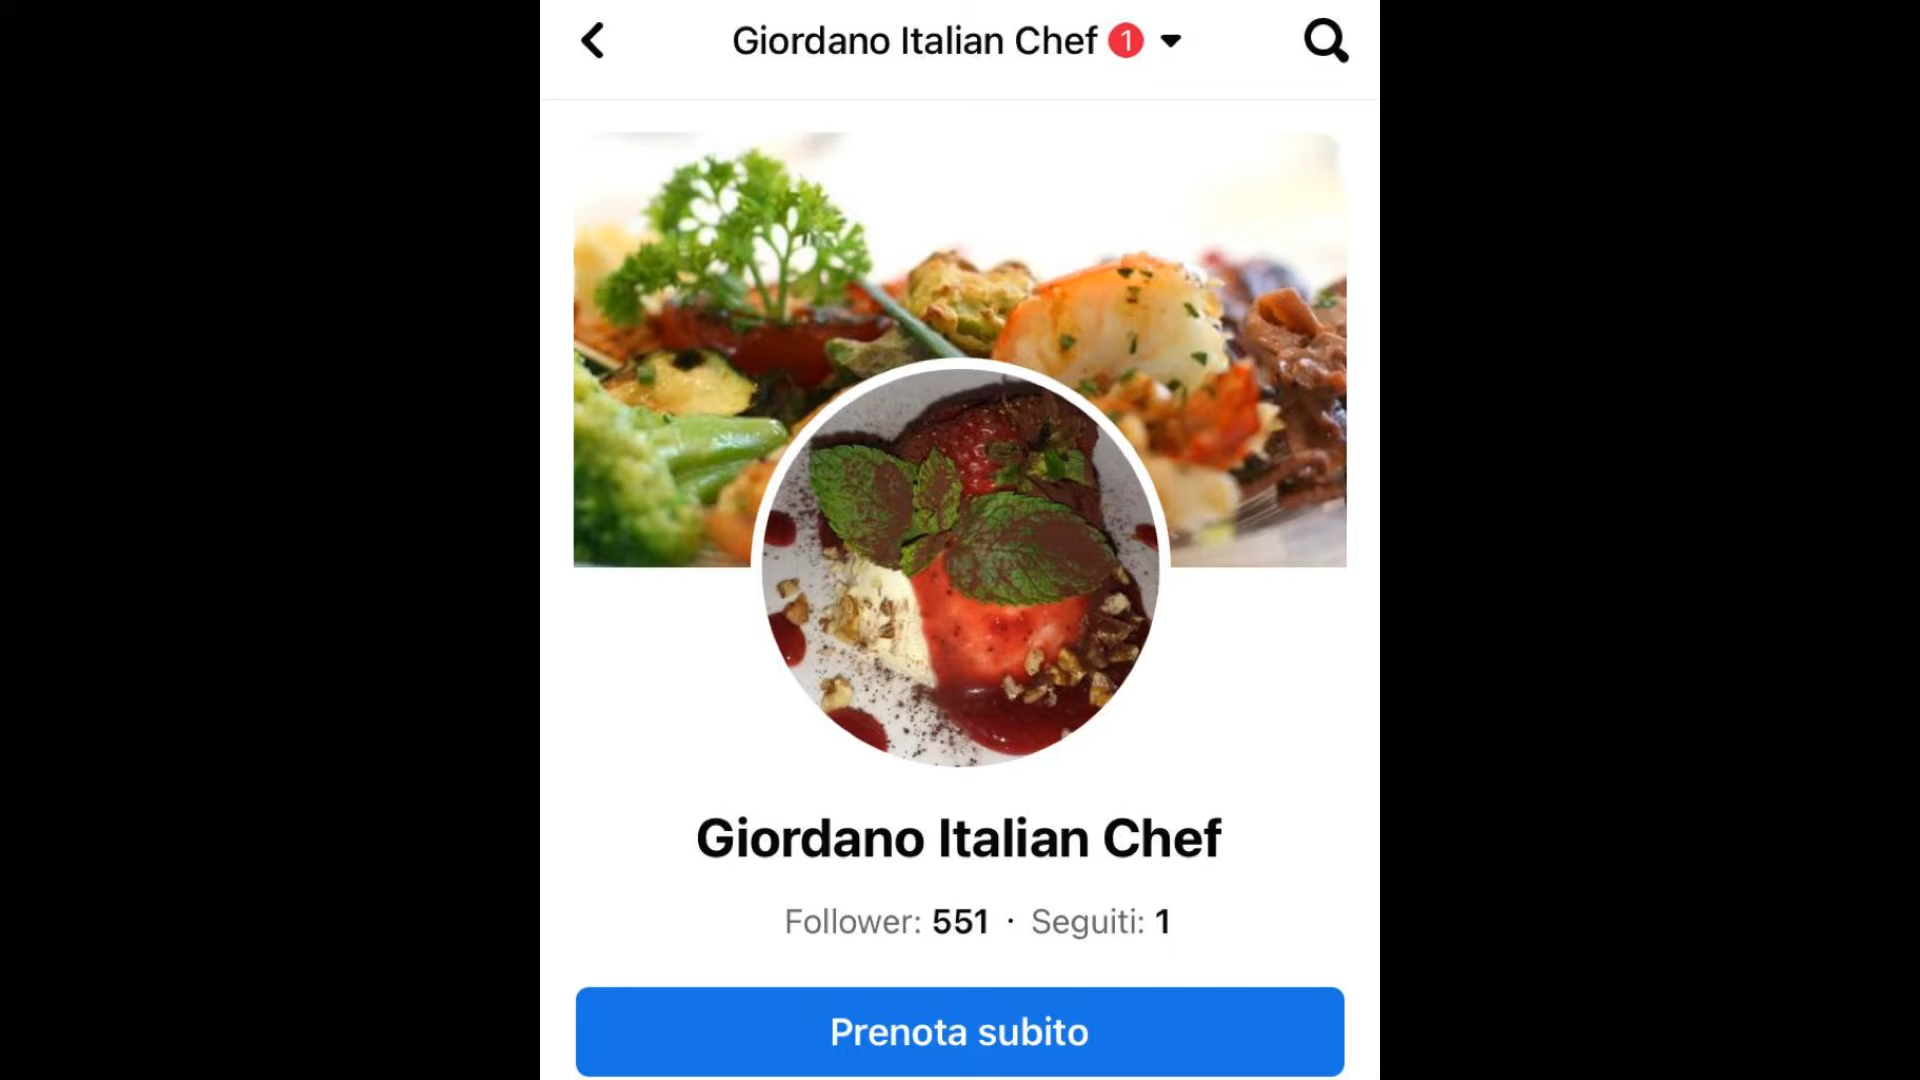 Giordano Italian Chef 1
Giordano Italian Chef
Follower: 551 · Seguiti: 1
Prenota subito